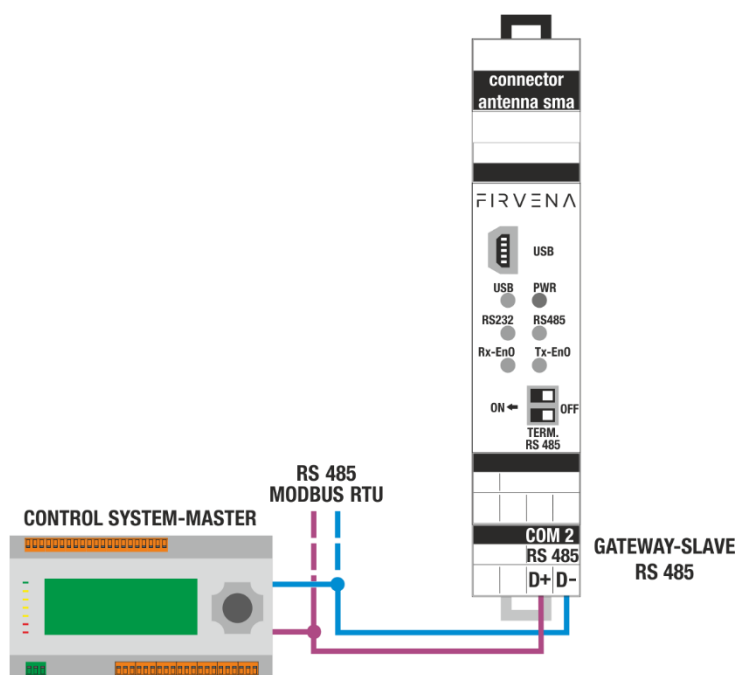 connector
antenna sma
FIRVENA
USB
USB PWR
RS232 RS485
Rx-EnO Tx-EnO
ON OFF
TERM.
RS 485
RS 485
MODBUS RTU
CONTROL SYSTEM-MASTER
COM 2
RS 485
D+ D-
GATEWAY-SLAVE
RS 485